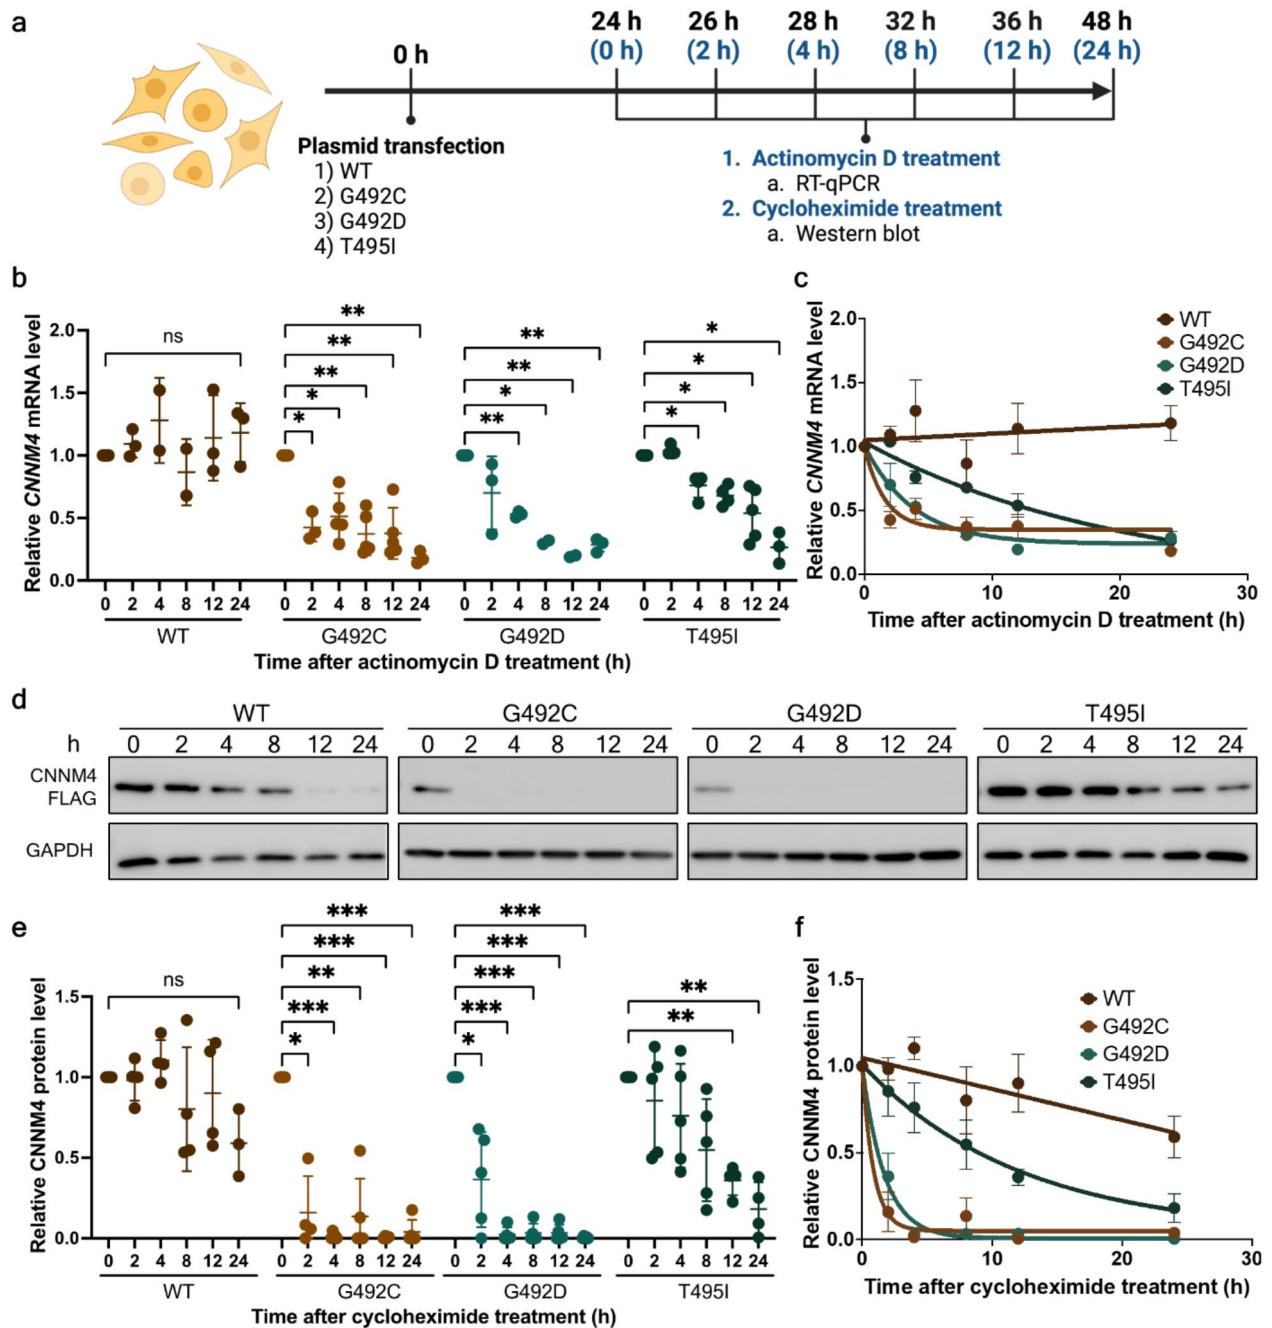 a
24 h 26 h 28 h 32 h 36 h 48 h
(0 h) (2 h) (4 h) (8 h) (12 h) (24 h)
0 h
Plasmid transfection
1) WT
2) G492C
3) G492D
4) T495I
1. Actinomycin D treatment
a. RT-qPCR
2. Cycloheximide treatment
a. Western blot
b
Relative CNNM4 mRNA level
2.0
1.5
1.0
0.5
0.0
ns
**
**
**
*
*
**
**
*
**
*
*
*
*
0 2 4 8 12 24 0 2 4 8 12 24 0 2 4 8 12 24 0 2 4 8 12 24
WT G492C G492D T495I
Time after actinomycin D treatment (h)
c
Relative CNNM4 mRNA level
2.0
1.5
1.0
0.5
0.0
WT
G492C
G492D
T495I
0 10 20 30
Time after actinomycin D treatment (h)
d
WT G492C G492D T495I
h 0 2 4 8 12 24 0 2 4 8 12 24 0 2 4 8 12 24 0 2 4 8 12 24
CNNM4
FLAG
GAPDH
e
Relative CNNM4 protein level
1.5
1.0
0.5
0.0
ns
***
***
**
***
*
***
***
***
***
*
**
**
0 2 4 8 12 24 0 2 4 8 12 24 0 2 4 8 12 24 0 2 4 8 12 24
WT G492C G492D T495I
Time after cycloheximide treatment (h)
f
Relative CNNM4 protein level
1.5
1.0
0.5
0.0
WT
G492C
G492D
T495I
0 10 20 30
Time after cycloheximide treatment (h)